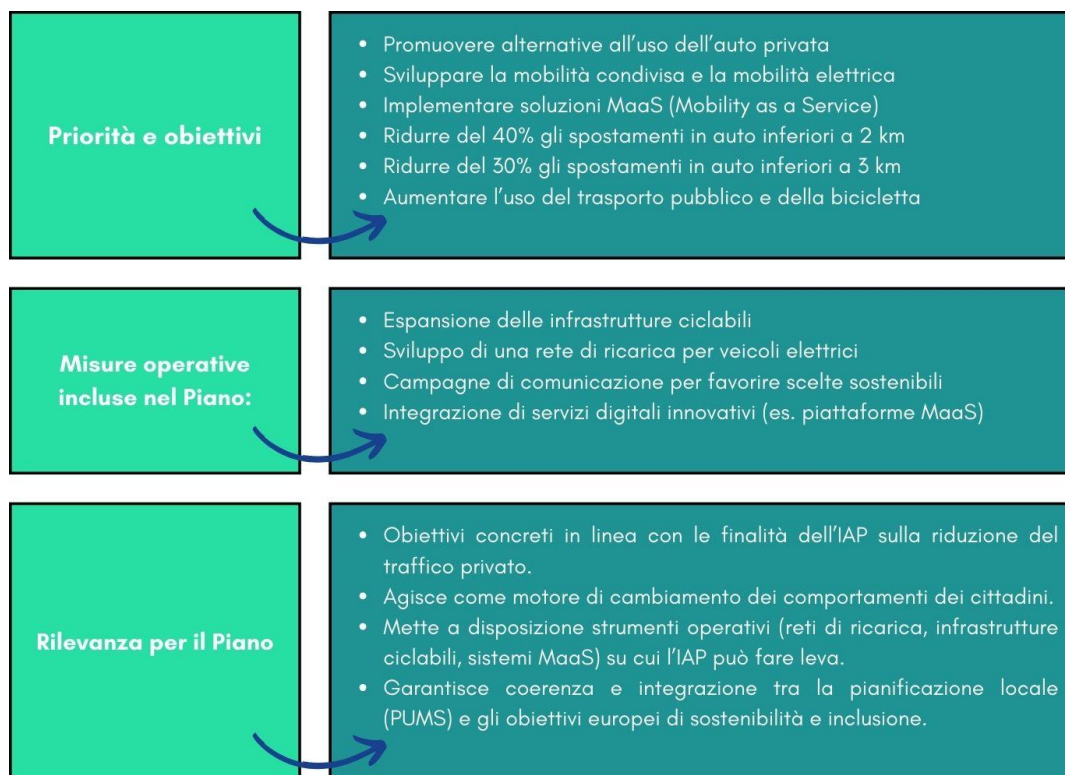 Priorità e obiettivi
• Promuovere alternative all'uso dell'auto privata
• Sviluppare la mobilità condivisa e la mobilità elettrica
• Implementare soluzioni MaaS (Mobility as a Service)
• Ridurre del 40% gli spostamenti in auto inferiori a 2 km
• Ridurre del 30% gli spostamenti in auto inferiori a 3 km
• Aumentare l'uso del trasporto pubblico e della bicicletta
Misure operative
incluse nel Piano:
• Espansione delle infrastrutture ciclabili
• Sviluppo di una rete di ricarica per veicoli elettrici
• Campagne di comunicazione per favorire scelte sostenibili
• Integrazione di servizi digitali innovativi (es. piattaforme MaaS)
Rilevanza per il Piano
• Obiettivi concreti in linea con le finalità dell'IAP sulla riduzione del
traffico privato.
• Agisce come motore di cambiamento dei comportamenti dei cittadini.
• Mette a disposizione strumenti operativi (reti di ricarica, infrastrutture
ciclabili, sistemi MaaS) su cui l'IAP può fare leva.
• Garantisce coerenza e integrazione tra la pianificazione locale
(PUMS) e gli obiettivi europei di sostenibilità e inclusione.